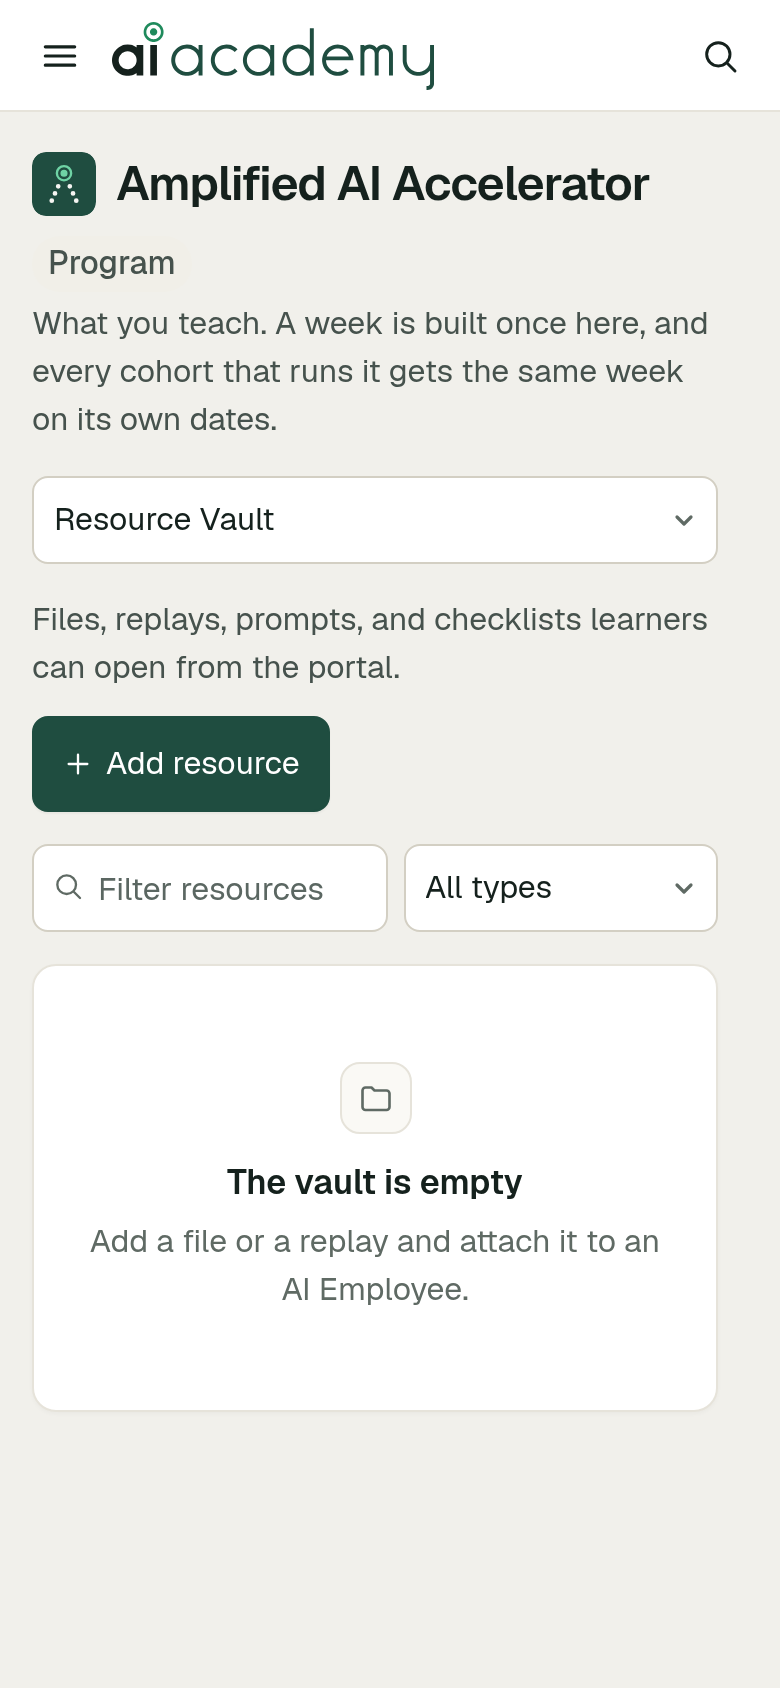 ai academy
Amplified AI Accelerator
Program
What you teach. A week is built once here, and
every cohort that runs it gets the same week
on its own dates.
Resource Vault
Files, replays, prompts, and checklists learners
can open from the portal.
+ Add resource
Filter resources
All types
The vault is empty
Add a file or a replay and attach it to an
AI Employee.